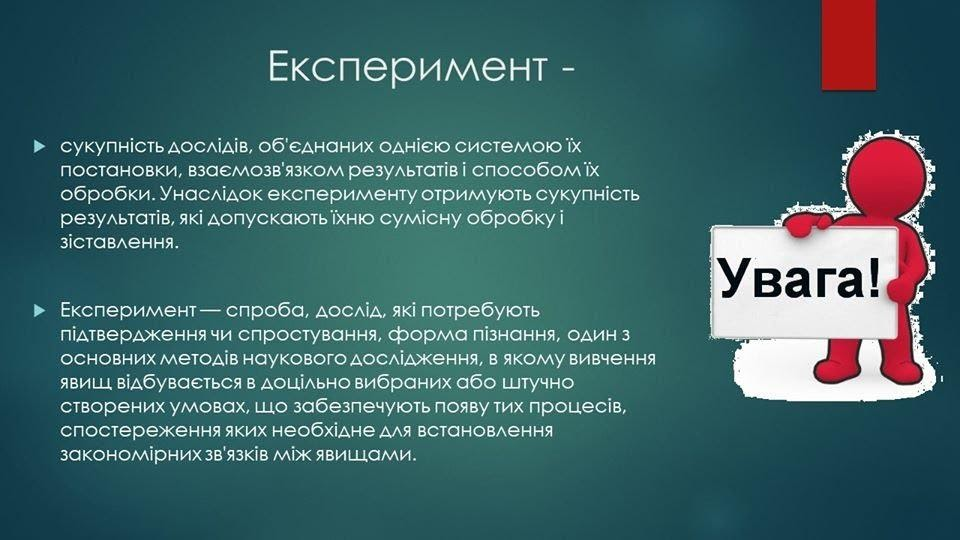 Експеримент -
сукупність дослідів, об'єднаних однією системою їх
постановки, взаємозв'язком результатів і способом їх
обробки. Унаслідок експерименту отримують сукупність
результатів, які допускають їхню сумісну обробку і
зіставлення.
Експеримент — спроба, дослід, які потребують
підтвердження чи спростування, форма пізнання, один з
основних методів наукового дослідження, в якому вивчення
явищ відбувається в доцільно вибраних або штучно
створених умовах, що забезпечують появу тих процесів,
спостереження яких необхідне для встановлення
закономірних зв'язків між явищами.
Увага!